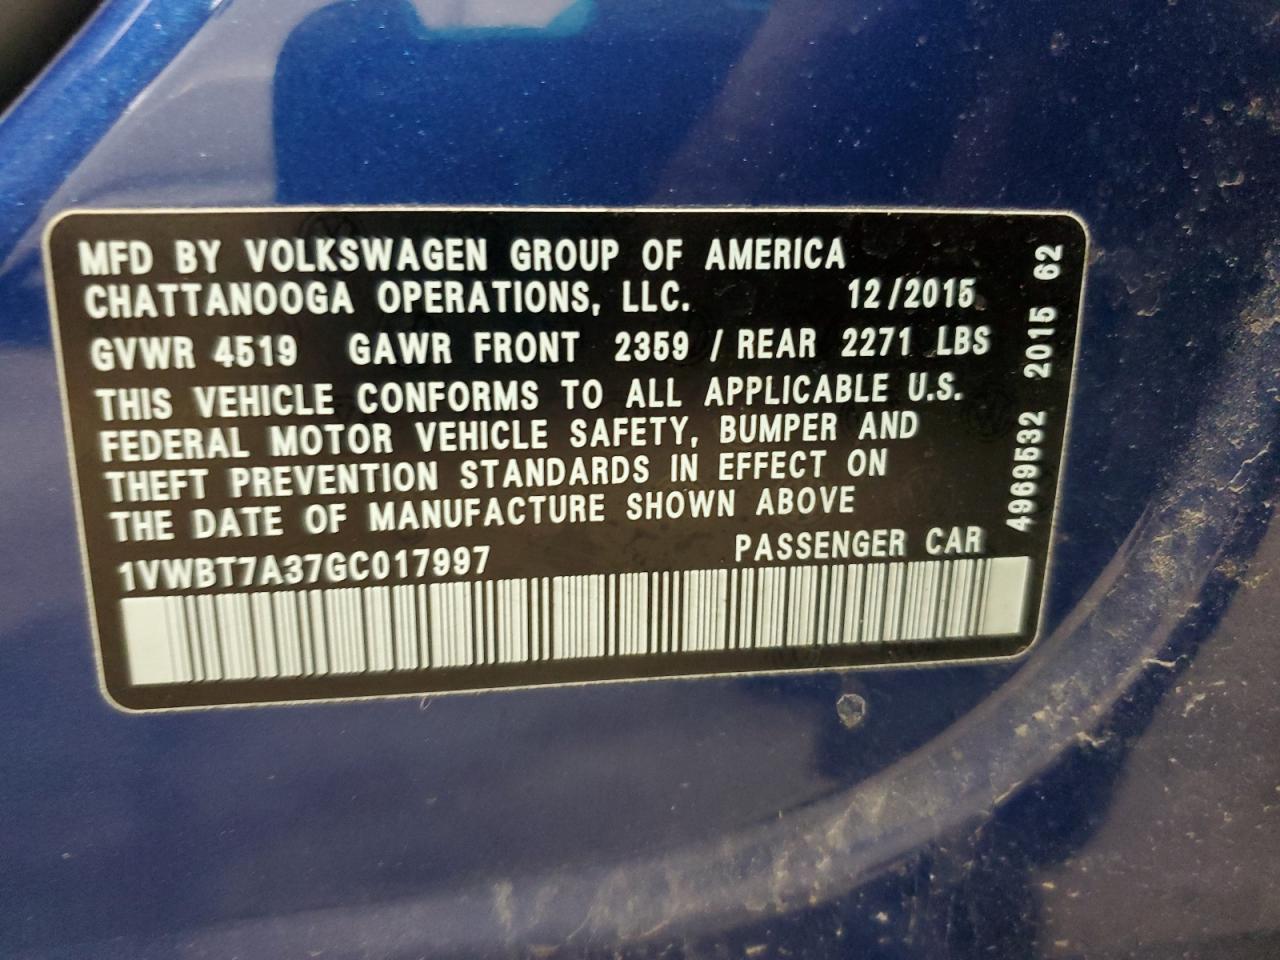 MFD BY VOLKSWAGEN GROUP OF AMERICA
CHATTANOOGA OPERATIONS, LLC. 12/2015
GVWR 4519 GAWR FRONT 2359 / REAR 2271 LBS
THIS VEHICLE CONFORMS TO ALL APPLICABLE U.S.
FEDERAL MOTOR VEHICLE SAFETY, BUMPER AND
THEFT PREVENTION STANDARDS IN EFFECT ON
THE DATE OF MANUFACTURE SHOWN ABOVE
1VWBT7A37GC017997 PASSENGER CAR
4969532 2015 62